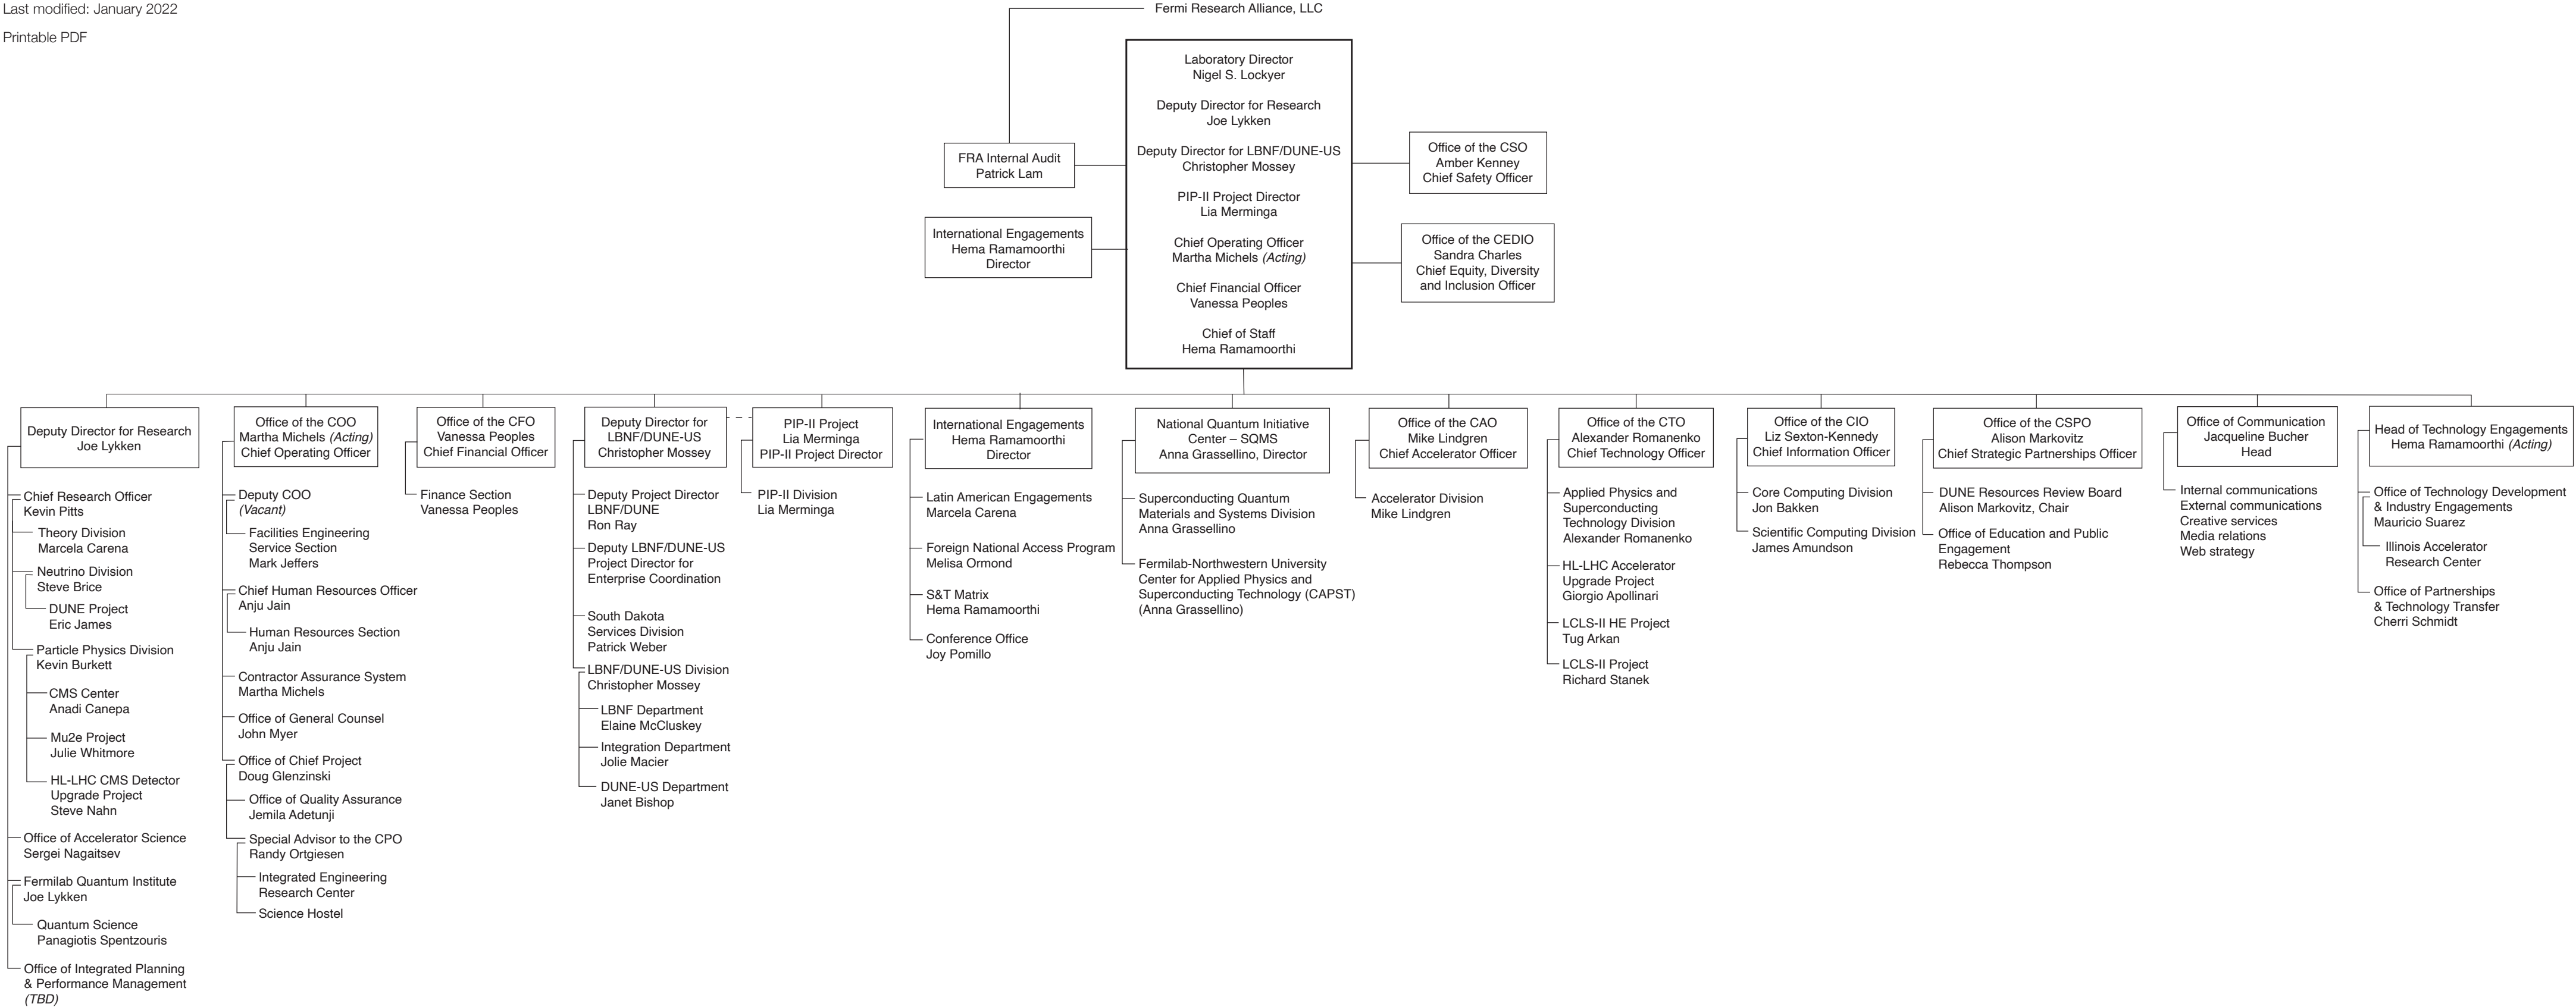 Last modified: January 2022
Printable PDF
Fermi Research Alliance, LLC
Laboratory Director
Nigel S. Lockyer
Deputy Director for Research
Joe Lykken
Deputy Director for LBNF/DUNE-US
Christopher Mossey
PIP-II Project Director
Lia Merminga
Chief Operating Officer
Martha Michels (Acting)
Chief Financial Officer
Vanessa Peoples
Chief of Staff
Hema Ramamoorthi
FRA Internal Audit
Patrick Lam
International Engagements
Hema Ramamoorthi
Director
Office of the CSO
Amber Kenney
Chief Safety Officer
Office of the CEDIO
Sandra Charles
Chief Equity, Diversity
and Inclusion Officer
Deputy Director for Research
Joe Lykken
Chief Research Officer
Kevin Pitts
Theory Division
Marcela Carena
Neutrino Division
Steve Brice
DUNE Project
Eric James
Particle Physics Division
Kevin Burkett
CMS Center
Anadi Canepa
Mu2e Project
Julie Whitmore
HL-LHC CMS Detector
Upgrade Project
Steve Nahn
Office of Accelerator Science
Sergei Nagaitsev
Fermilab Quantum Institute
Joe Lykken
Quantum Science
Panagiotis Spentzouris
Office of Integrated Planning
& Performance Management
(TBD)
Office of the COO
Martha Michels (Acting)
Chief Operating Officer
Deputy COO
(Vacant)
Facilities Engineering
Service Section
Mark Jeffers
Chief Human Resources Officer
Anju Jain
Human Resources Section
Anju Jain
Contractor Assurance System
Martha Michels
Office of General Counsel
John Myer
Office of Chief Project
Doug Glenzinski
Office of Quality Assurance
Jemila Adetunji
Special Advisor to the CPO
Randy Ortgiesen
Integrated Engineering
Research Center
Science Hostel
Office of the CFO
Vanessa Peoples
Chief Financial Officer
Finance Section
Vanessa Peoples
Deputy Director for
LBNF/DUNE-US
Christopher Mossey
Deputy Project Director
LBNF/DUNE
Ron Ray
Deputy LBNF/DUNE-US
Project Director for
Enterprise Coordination
South Dakota
Services Division
Patrick Weber
LBNF/DUNE-US Division
Christopher Mossey
LBNF Department
Elaine McCluskey
Integration Department
Jolie Macier
DUNE-US Department
Janet Bishop
PIP-II Project
Lia Merminga
PIP-II Project Director
PIP-II Division
Lia Merminga
International Engagements
Hema Ramamoorthi
Director
Latin American Engagements
Marcela Carena
Foreign National Access Program
Melisa Ormond
S&T Matrix
Hema Ramamoorthi
Conference Office
Joy Pomillo
National Quantum Initiative
Center – SQMS
Anna Grassellino, Director
Superconducting Quantum
Materials and Systems Division
Anna Grassellino
Fermilab-Northwestern University
Center for Applied Physics and
Superconducting Technology (CAPST)
(Anna Grassellino)
Office of the CAO
Mike Lindgren
Chief Accelerator Officer
Accelerator Division
Mike Lindgren
Office of the CTO
Alexander Romanenko
Chief Technology Officer
Applied Physics and
Superconducting
Technology Division
Alexander Romanenko
HL-LHC Accelerator
Upgrade Project
Giorgio Apollinari
LCLS-II HE Project
Tug Arkan
LCLS-II Project
Richard Stanek
Office of the CIO
Liz Sexton-Kennedy
Chief Information Officer
Core Computing Division
Jon Bakken
Scientific Computing Division
James Amundson
Office of the CSPO
Alison Markovitz
Chief Strategic Partnerships Officer
DUNE Resources Review Board
Alison Markovitz, Chair
Office of Education and Public
Engagement
Rebecca Thompson
Office of Communication
Jacqueline Bucher
Head
Internal communications
External communications
Creative services
Media relations
Web strategy
Head of Technology Engagements
Hema Ramamoorthi (Acting)
Office of Technology Development
& Industry Engagements
Mauricio Suarez
Illinois Accelerator
Research Center
Office of Partnerships
& Technology Transfer
Cherri Schmidt